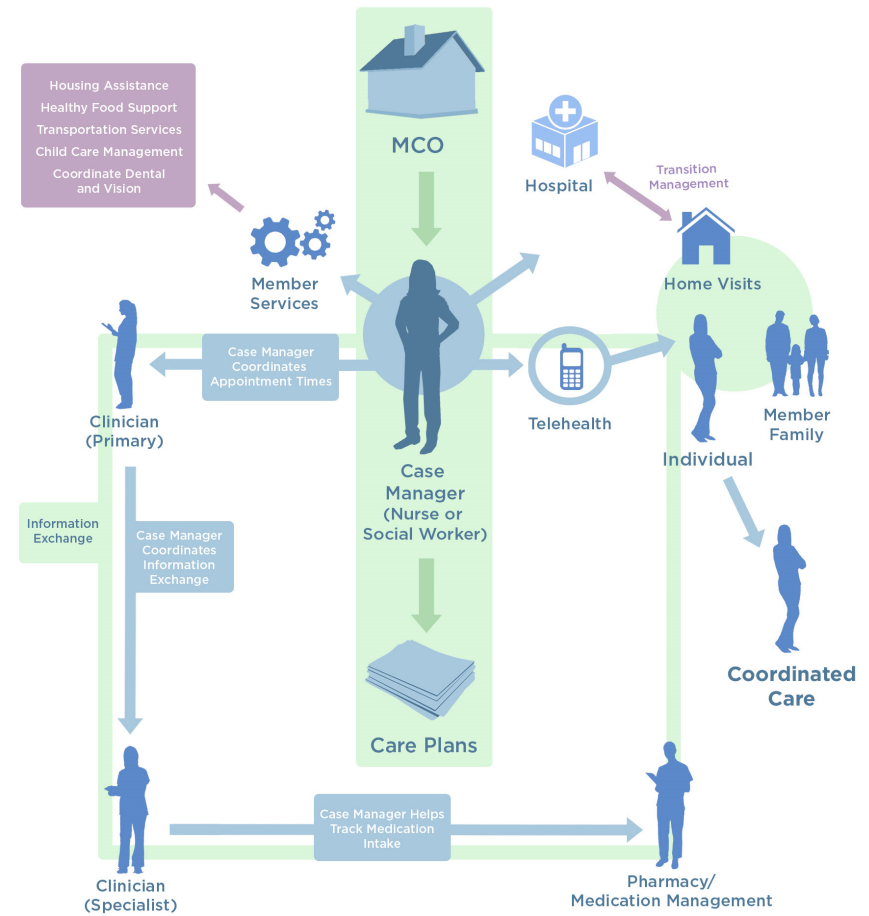 MCO
Housing Assistance
Healthy Food Support
Transportation Services
Child Care Management
Coordinate Dental
and Vision
Hospital
Transition
Management
Member
Services
Home Visits
Case Manager
Coordinates
Appointment Times
Clinician
(Primary)
Telehealth
Member
Family
Individual
Case
Manager
(Nurse or
Social Worker)
Information
Exchange
Case Manager
Coordinates
Information
Exchange
Coordinated
Care
Care Plans
Case Manager Helps
Track Medication
Intake
Clinician
(Specialist)
Pharmacy/
Medication Management